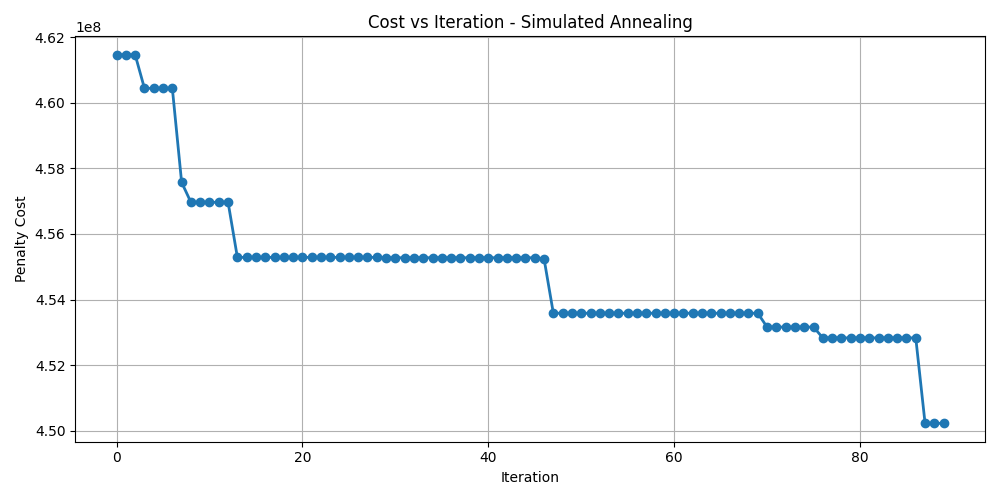 Cost vs Iteration - Simulated Annealing
1e8
4.62
4.60
4.58
4.56
4.54
4.52
4.50
Penalty Cost
0 20 40 60 80
Iteration